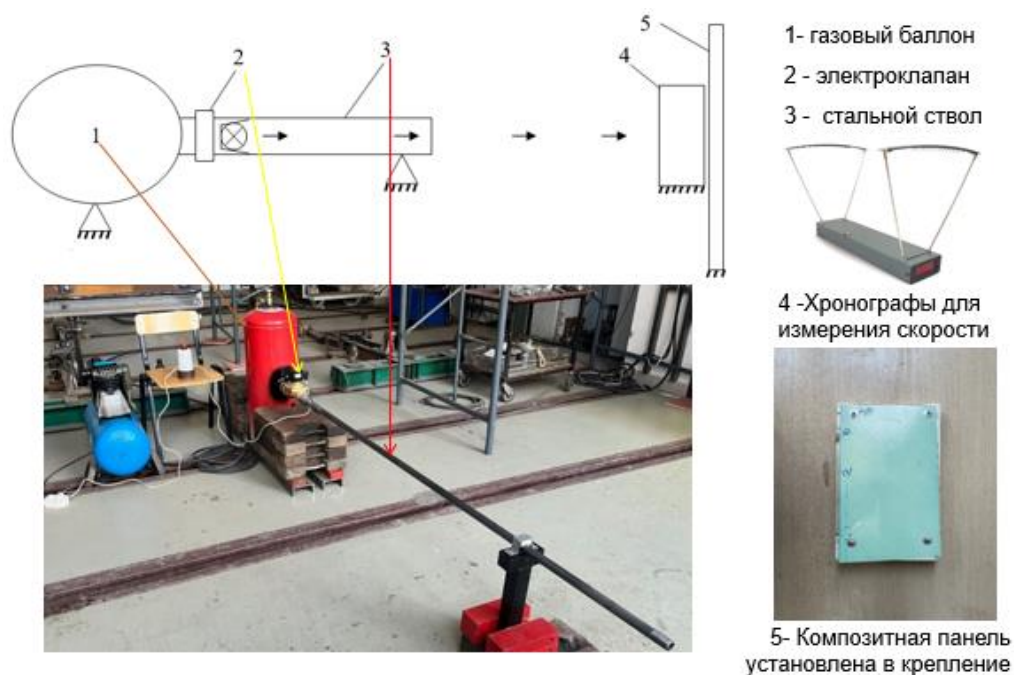 5
2
3
4
1
1- газовый баллон
2 - электроклапан
3 - стальной ствол
4 -Хронографы для
измерения скорости
5- Композитная панель
установлена в крепление